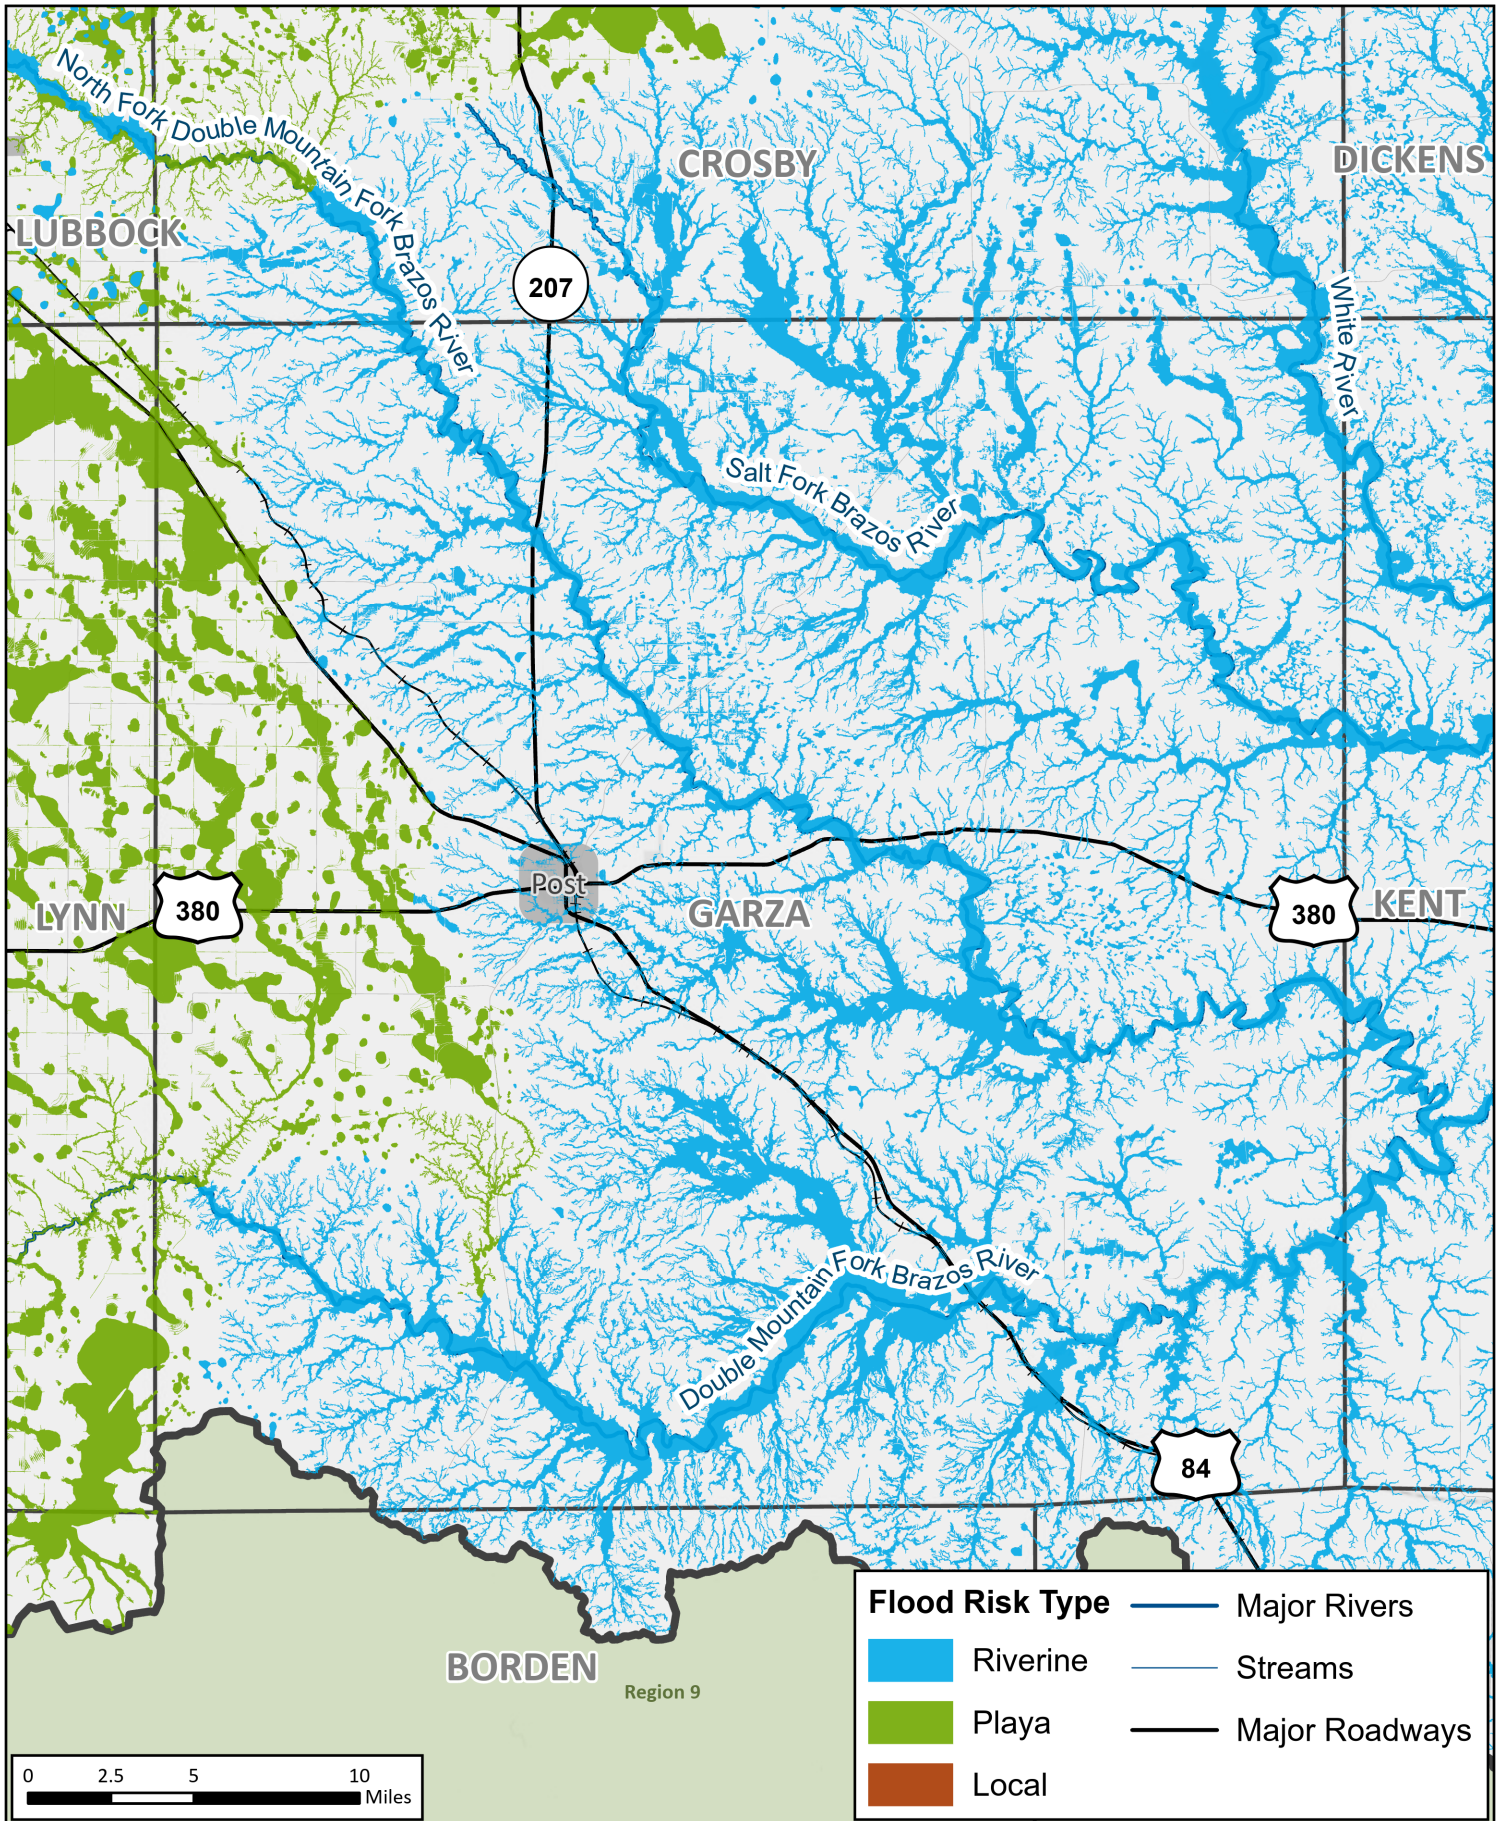 North Fork Double Mountain Fork Brazos River
CROSBY
DICKENS
LUBBOCK
207
White River
Salt Fork Brazos River
Post
380
LYNN
GARZA
380
KENT
Double Mountain Fork Brazos River
84
BORDEN
Region 9
Flood Risk Type
Riverine
Playa
Local
Major Rivers
Streams
Major Roadways
0 2.5 5 10
Miles